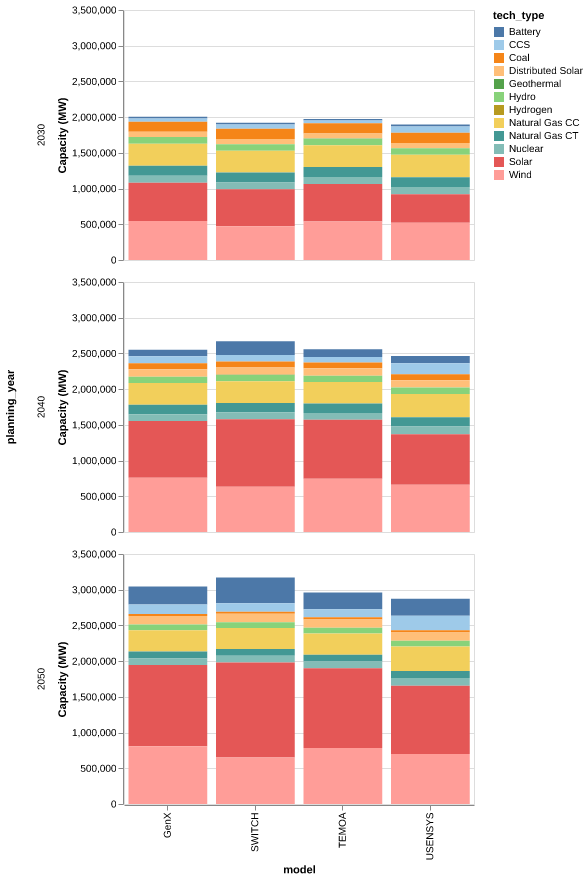 planning_year
2030
Capacity (MW)
3,500,000
3,000,000
2,500,000
2,000,000
1,500,000
1,000,000
500,000
0
tech_type
Battery
CCS
Coal
Distributed Solar
Geothermal
Hydro
Hydrogen
Natural Gas CC
Natural Gas CT
Nuclear
Solar
Wind
2040
Capacity (MW)
3,500,000
3,000,000
2,500,000
2,000,000
1,500,000
1,000,000
500,000
0
2050
Capacity (MW)
3,500,000
3,000,000
2,500,000
2,000,000
1,500,000
1,000,000
500,000
0
GenX
SWITCH
TEMOA
USENSYS
model